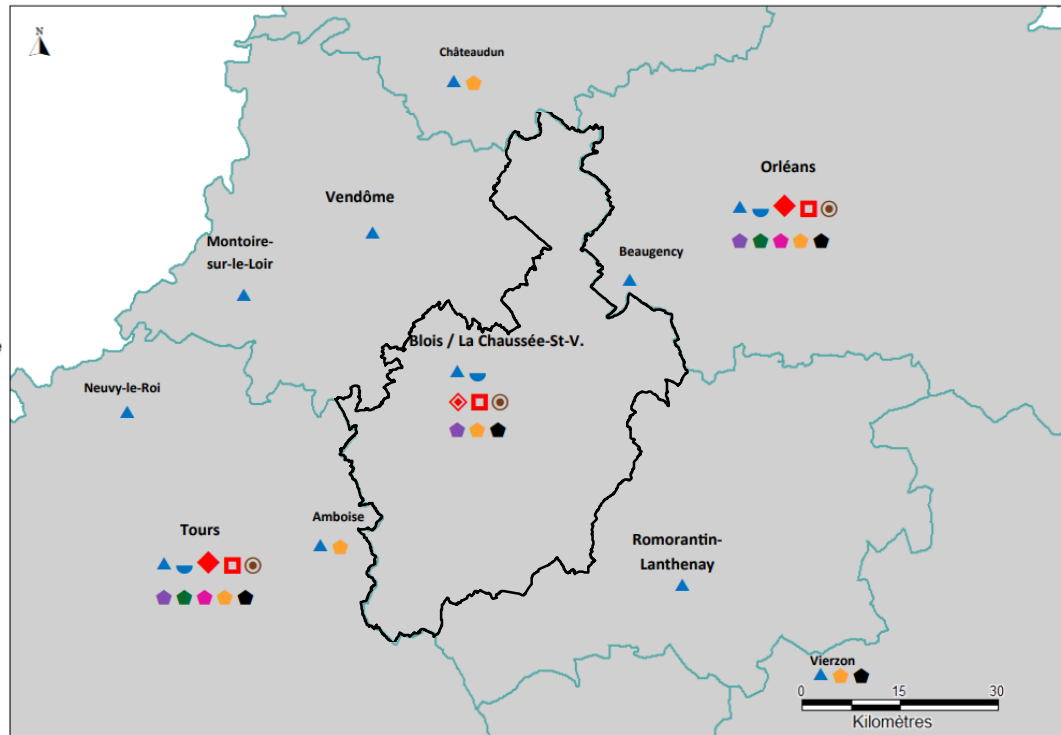 N
Châteaudun
Orléans
Vendôme
Montoire-
sur-le-Loir
Beaugency
Blois / La Chaussée-St-V.
Neuvy-le-Roi
Amboise
Tours
Romorantin-
Lanthenay
Vierzon
0 15 30
Kilomètres